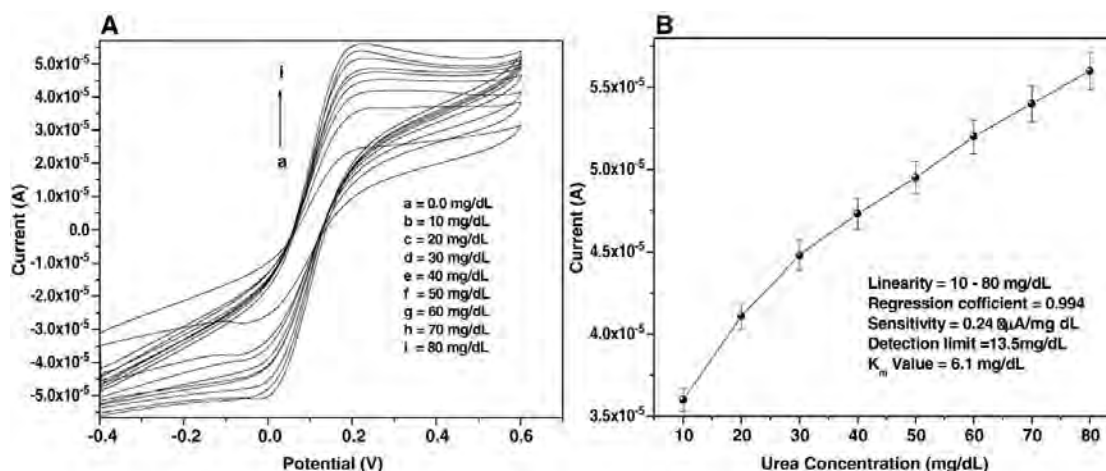 A
5.0x10-5
4.0x10-5
3.0x10-5
2.0x10-5
1.0x10-5
0.0
-1.0x10-5
-2.0x10-5
-3.0x10-5
-4.0x10-5
-5.0x10-5
Current (A)
i
a
a = 0.0 mg/dL
b = 10 mg/dL
c = 20 mg/dL
d = 30 mg/dL
e = 40 mg/dL
f = 50 mg/dL
g = 60 mg/dL
h = 70 mg/dL
i = 80 mg/dL
-0.4 -0.2 0.0 0.2 0.4 0.6
Potential (V)
B
5.5x10-5
5.0x10-5
4.5x10-5
4.0x10-5
3.5x10-5
Current (A)
Linearity = 10 - 80 mg/dL
Regression cofficient = 0.994
Sensitivity = 0.248µA/mg dL
Detection limit =13.5mg/dL
Km Value = 6.1 mg/dL
10 20 30 40 50 60 70 80
Urea Concentration (mg/dL)